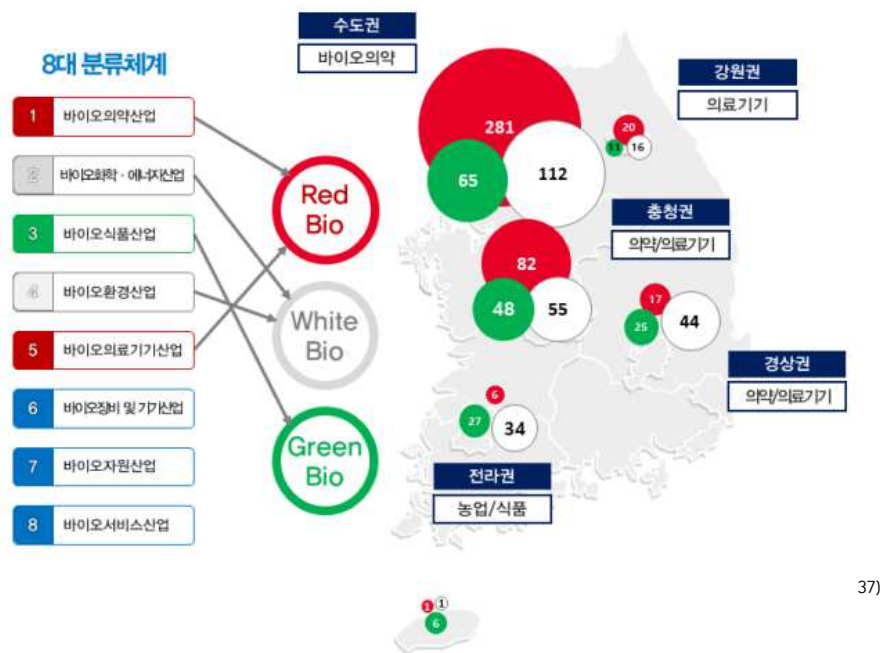 8대 분류체계
1 바이오의약산업
2 바이오화학·에너지산업
3 바이오식품산업
4 바이오환경산업
5 바이오의료기기산업
6 바이오장비 및 기기산업
7 바이오자원산업
8 바이오서비스산업
Red
Bio
White
Bio
Green
Bio
수도권
바이오의약
281
65
112
강원권
의료기기
20
11
16
충청권
의약/의료기기
82
48
55
17
25
44
경상권
의약/의료기기
6
27
34
전라권
농업/식품
1
1
6
37)